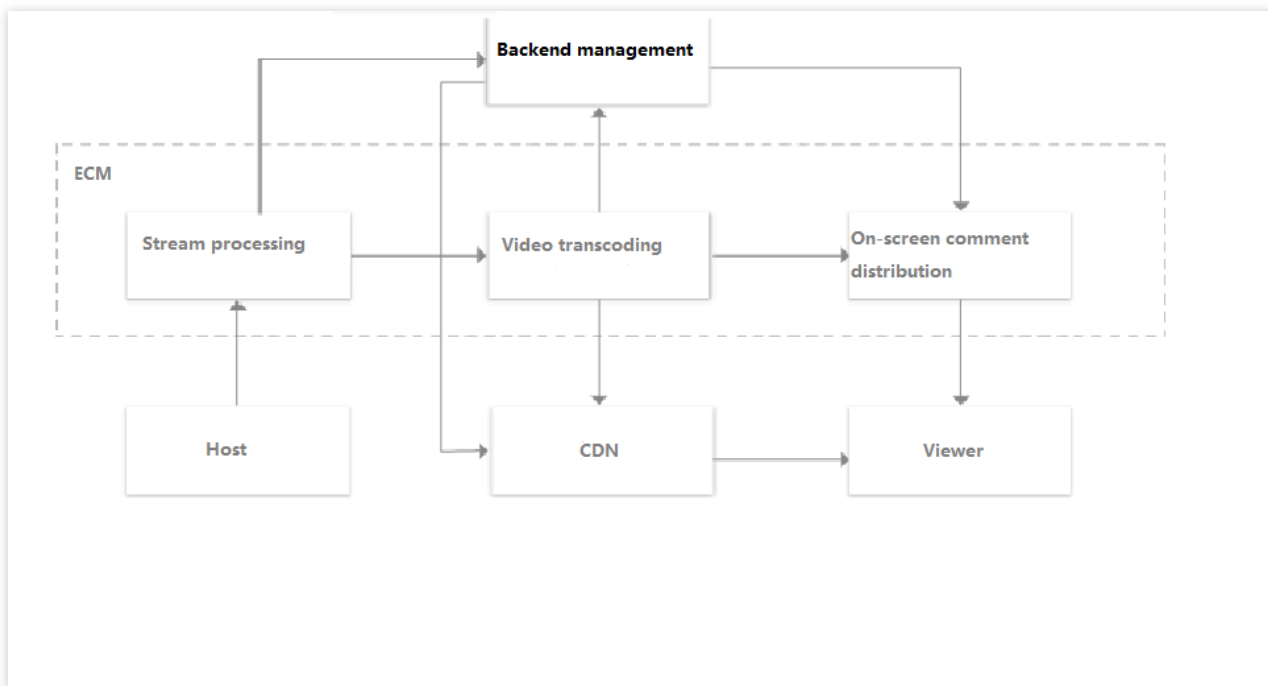 Backend management
ECM
Stream processing
Video transcoding
On-screen comment
distribution
Host
CDN
Viewer